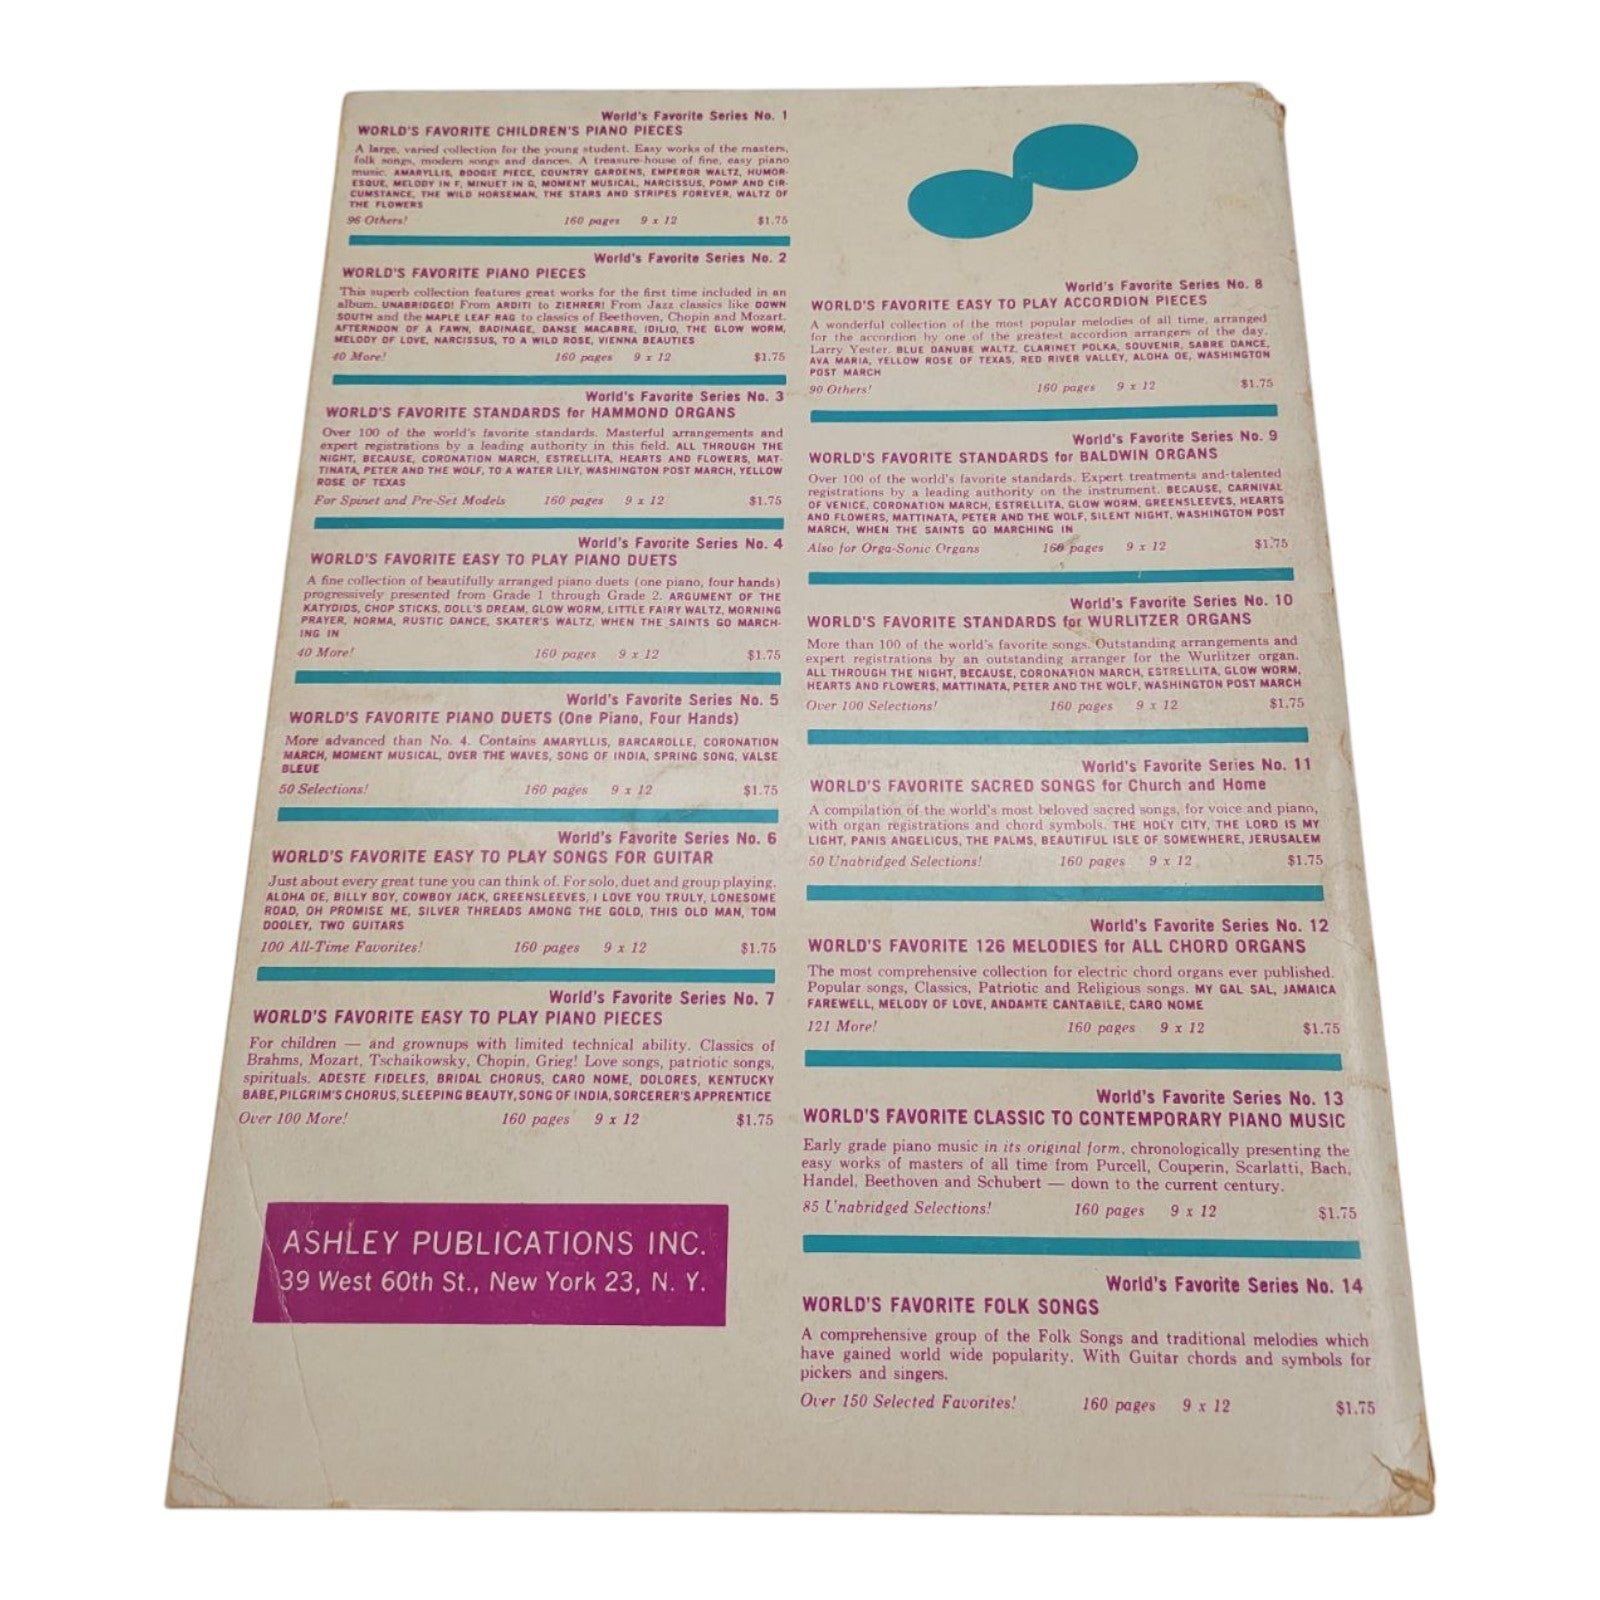 World's Favorite Series No. 1
WORLD'S FAVORITE CHILDREN'S PIANO PIECES
A large, varied collection for the young student. Easy works of the masters,
folk songs, modern songs and dances. A treasure-house of fine, easy piano
music. AMARYLLIS, BOOGIE PIECE, COUNTRY GARDENS, EMPEROR WALTZ, HUMOR-
ESQUE, MELODY IN F, MINUET IN G, MOMENT MUSICAL, NARCISSUS, POMP AND CIR-
CUMSTANCE, THE WILD HORSEMAN, THE STARS AND STRIPES FOREVER, WALTZ OF
THE FLOWERS
96 Others! 160 pages 9 x 12 $1.75
World's Favorite Series No. 2
WORLD'S FAVORITE PIANO PIECES
This superb collection features great works for the first time included in an
album. UNABRIDGED! From ARDITI to ZIEHRER! From Jazz classics like DOWN
SOUTH and the MAPLE LEAF RAG to classics of Beethoven, Chopin and Mozart.
AFTERNOON OF A FAWN, BADINAGE, DANSE MACABRE, IDILIO, THE GLOW WORM,
MELODY OF LOVE, NARCISSUS, TO A WILD ROSE, VIENNA BEAUTIES
40 More! 160 pages 9 x 12 $1.75
World's Favorite Series No. 3
WORLD'S FAVORITE STANDARDS for HAMMOND ORGANS
Over 100 of the world's favorite standards. Masterful arrangements and
expert registrations by a leading authority in this field. ALL THROUGH THE
NIGHT, BECAUSE, CORONATION MARCH, ESTRELLITA, HEARTS AND FLOWERS, MAT-
TINATA, PETER AND THE WOLF, TO A WATER LILY, WASHINGTON POST MARCH, YELLOW
ROSE OF TEXAS
For Spinet and Pre-Set Models 160 pages 9 x 12 $1.75
World's Favorite Series No. 4
WORLD'S FAVORITE EASY TO PLAY PIANO DUETS
A fine collection of beautifully arranged piano duets (one piano, four hands)
progressively presented from Grade 1 through Grade 2. ARGUMENT OF THE
KATYDIDS, CHOP STICKS, DOLL'S DREAM, GLOW WORM, LITTLE FAIRY WALTZ, MORNING
PRAYER, NORMA, RUSTIC DANCE, SKATER'S WALTZ, WHEN THE SAINTS GO MARCH-
ING IN
40 More! 160 pages 9 x 12 $1.75
World's Favorite Series No. 5
WORLD'S FAVORITE PIANO DUETS (One Piano, Four Hands)
More advanced than No. 4. Contains AMARYLLIS, BARCAROLLE, CORONATION
MARCH, MOMENT MUSICAL, OVER THE WAVES, SONG OF INDIA, SPRING SONG, VALSE
BLEUE
50 Selections! 160 pages 9 x 12 $1.75
World's Favorite Series No. 6
WORLD'S FAVORITE EASY TO PLAY SONGS FOR GUITAR
Just about every great tune you can think of. For solo, duet and group playing.
ALOHA OE, BILLY BOY, COWBOY JACK, GREENSLEEVES, I LOVE YOU TRULY, LONESOME
ROAD, OH PROMISE ME, SILVER THREADS AMONG THE GOLD, THIS OLD MAN, TOM
DOOLEY, TWO GUITARS
100 All-Time Favorites! 160 pages 9 x 12 $1.75
World's Favorite Series No. 7
WORLD'S FAVORITE EASY TO PLAY PIANO PIECES
For children — and grownups with limited technical ability. Classics of
Brahms, Mozart, Tschaikowsky, Chopin, Grieg! Love songs, patriotic songs,
spirituals. ADESTE FIDELES, BRIDAL CHORUS, CARO NOME, DOLORES, KENTUCKY
BABE, PILGRIM'S CHORUS, SLEEPING BEAUTY, SONG OF INDIA, SORCERER'S APPRENTICE
Over 100 More! 160 pages 9 x 12 $1.75
ASHLEY PUBLICATIONS INC.
39 West 60th St., New York 23, N. Y.
World's Favorite Series No. 8
WORLD'S FAVORITE EASY TO PLAY ACCORDION PIECES
A wonderful collection of the most popular melodies of all time, arranged
for the accordion by one of the greatest accordion arrangers of the day,
Larry Yester. BLUE DANUBE WALTZ, CLARINET POLKA, SOUVENIR, SABRE DANCE,
AVA MARIA, YELLOW ROSE OF TEXAS, RED RIVER VALLEY, ALOHA OE, WASHINGTON
POST MARCH
90 Others! 160 pages 9 x 12 $1.75
World's Favorite Series No. 9
WORLD'S FAVORITE STANDARDS for BALDWIN ORGANS
Over 100 of the world's favorite standards. Expert treatments and-talented
registrations by a leading authority on the instrument. BECAUSE, CARNIVAL
OF VENICE, CORONATION MARCH, ESTRELLITA, GLOW WORM, GREENSLEEVES, HEARTS
AND FLOWERS, MATTINATA, PETER AND THE WOLF, SILENT NIGHT, WASHINGTON POST
MARCH, WHEN THE SAINTS GO MARCHING IN
Also for Orga-Sonic Organs 160 pages 9 x 12 $1.75
World's Favorite Series No. 10
WORLD'S FAVORITE STANDARDS for WURLITZER ORGANS
More than 100 of the world's favorite songs. Outstanding arrangements and
expert registrations by an outstanding arranger for the Wurlitzer organ.
ALL THROUGH THE NIGHT, BECAUSE, CORONATION MARCH, ESTRELLITA, GLOW WORM,
HEARTS AND FLOWERS, MATTINATA, PETER AND THE WOLF, WASHINGTON POST MARCH
Over 100 Selections! 160 pages 9 x 12 $1.75
World's Favorite Series No. 11
WORLD'S FAVORITE SACRED SONGS for Church and Home
A compilation of the world's most beloved sacred songs, for voice and piano,
with organ registrations and chord symbols. THE HOLY CITY, THE LORD IS MY
LIGHT, PANIS ANGELICUS, THE PALMS, BEAUTIFUL ISLE OF SOMEWHERE, JERUSALEM
50 Unabridged Selections! 160 pages 9 x 12 $1.75
World's Favorite Series No. 12
WORLD'S FAVORITE 126 MELODIES for ALL CHORD ORGANS
The most comprehensive collection for electric chord organs ever published.
Popular songs, Classics, Patriotic and Religious songs. MY GAL SAL, JAMAICA
FAREWELL, MELODY OF LOVE, ANDANTE CANTABILE, CARO NOME
121 More! 160 pages 9 x 12 $1.75
World's Favorite Series No. 13
WORLD'S FAVORITE CLASSIC TO CONTEMPORARY PIANO MUSIC
Early grade piano music in its original form, chronologically presenting the
easy works of masters of all time from Purcell, Couperin, Scarlatti, Bach,
Handel, Beethoven and Schubert — down to the current century.
85 Unabridged Selections! 160 pages 9 x 12 $1.75
World's Favorite Series No. 14
WORLD'S FAVORITE FOLK SONGS
A comprehensive group of the Folk Songs and traditional melodies which
have gained world wide popularity. With Guitar chords and symbols for
pickers and singers.
Over 150 Selected Favorites! 160 pages 9 x 12 $1.75